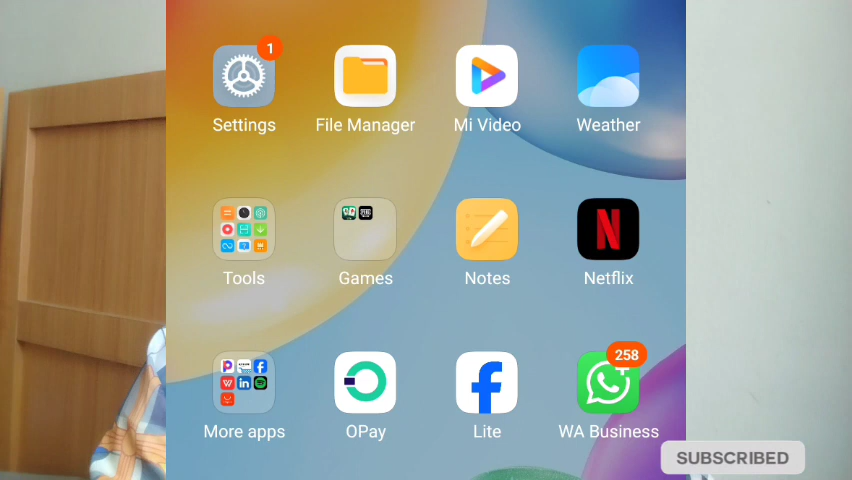 1
Settings
File Manager
Mi Video
Weather
Tools
Games
Notes
N
Netflix
258
More apps
OPay
Lite
WA Business
SUBSCRIBED